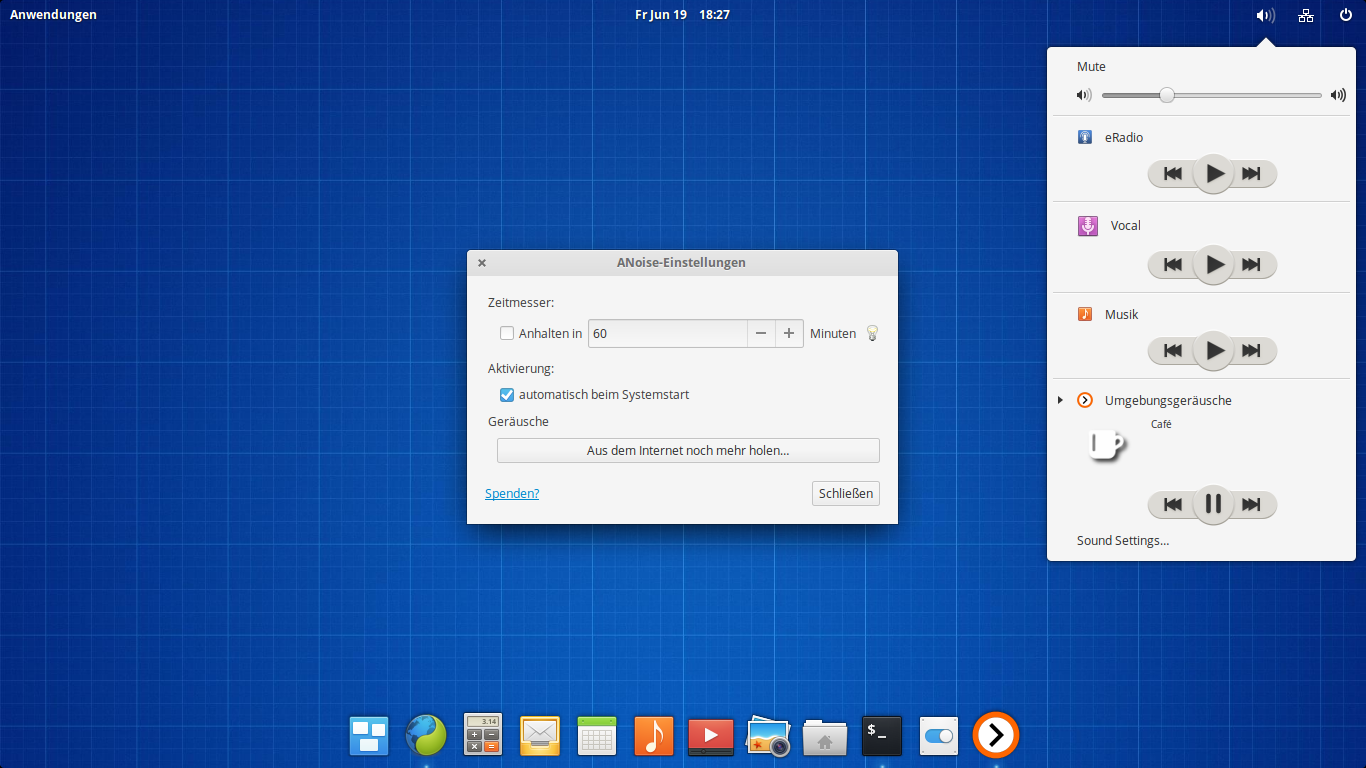 Anwendungen
Fr Jun 19 18:27
Mute
eRadio
Vocal
Musik
Umgebungsgeräusche
Café
Sound Settings...
ANoise-Einstellungen
Zeitmesser:
Anhalten in 60 Minuten
Aktivierung:
automatisch beim Systemstart
Geräusche
Aus dem Internet noch mehr holen...
Spenden? Schließen
3.14
$_